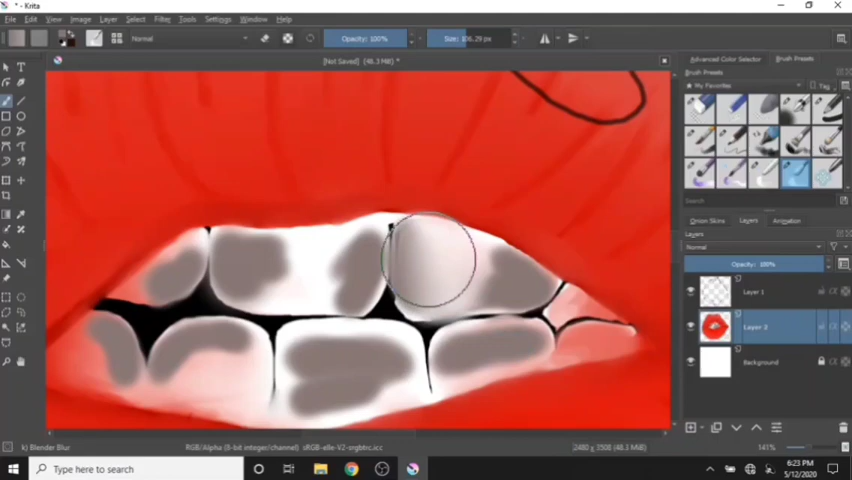 * - Krita
File Edit View Image Layer Select Filter Tools Settings Window Help
Normal Opacity: 100% Size: 106.29 px
[Not Saved] (48.3 MiB) *
Advanced Color Selector Brush Presets
Brush Presets
My Favorites Tag
Search
Onion Skins Layers Animation
Layers
Normal
Opacity: 100%
Layer 1
Layer 2
Background
k) Blender Blur RGB/Alpha (8-bit integer/channel) sRGB-elle-V2-srgbtrc.icc 2480 x 3508 (48.3 MiB) 141%
Type here to search
6:23 PM
5/12/2020